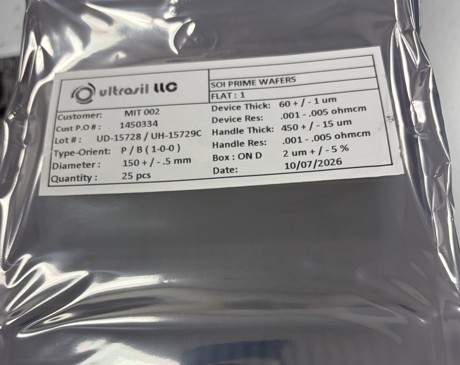 ultrasil LLC
SOI PRIME WAFERS
FLAT : 1
Customer: MIT 002
Cust P.O # : 1450334
Lot # : UD-15728 / UH-15729C
Type-Orient: P / B ( 1-0-0 )
Diameter : 150 + / - .5 mm
Quantity : 25 pcs
Device Thick: 60 + / - 1 um
Device Res: .001 - .005 ohmcm
Handle Thick: 450 + / - 15 um
Handle Res: .001 - .005 ohmcm
Box : ON D 2 um + / - 5 %
Date: 10/07/2026